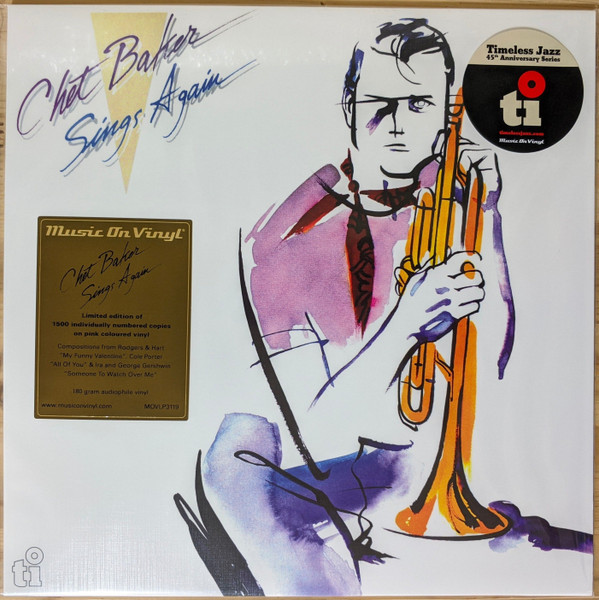 Chet Baker
Sings Again
Timeless Jazz
45th Anniversary Series
ti
timelessjazz.com
Music On Vinyl
Music On Vinyl
Chet Baker
Sings Again
Limited edition of
1500 individually numbered copies
on pink coloured vinyl
Compositions from Rodgers & Hart
"My Funny Valentine", Cole Porter
"All Of You" & Ira and George Gershwin
"Someone To Watch Over Me"
180 gram audiophile vinyl
www.musiconvinyl.com MOVLP3119
ti